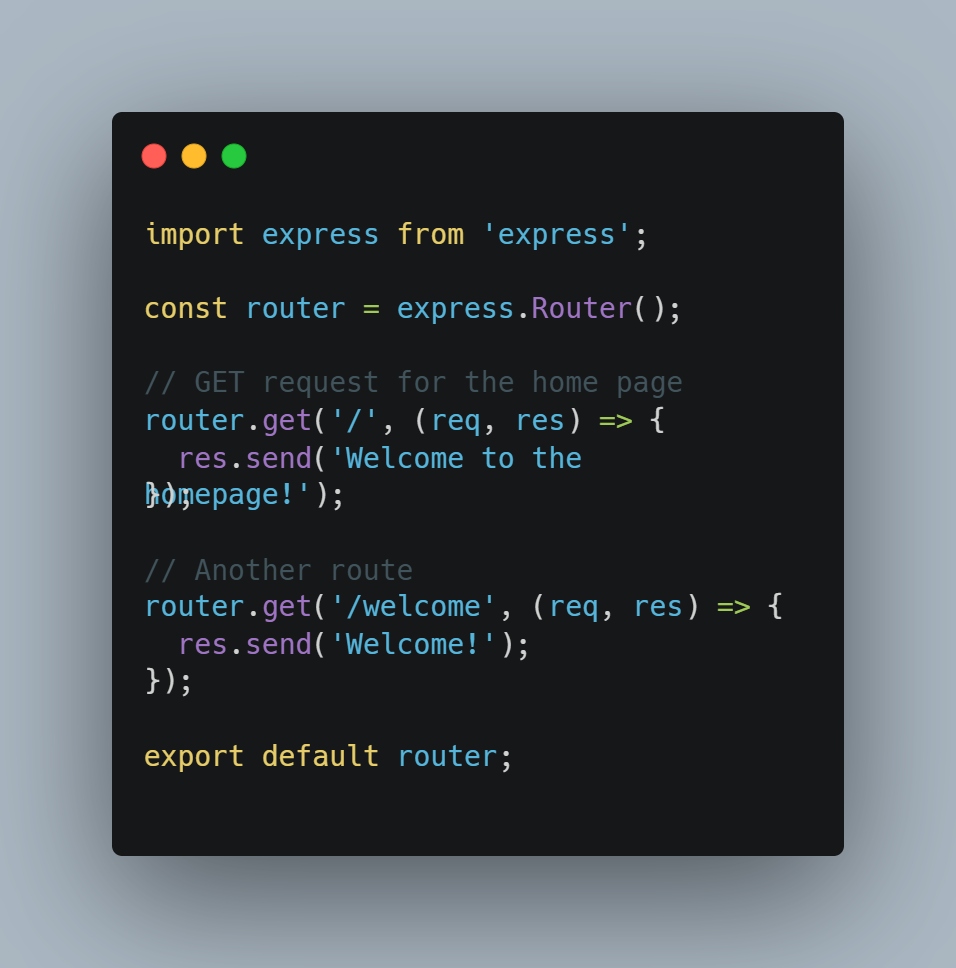 import express from 'express';
const router = express.Router();
// GET request for the home page
router.get('/', (req, res) => {
res.send('Welcome to the
homepage!');
});
// Another route
router.get('/welcome', (req, res) => {
res.send('Welcome!');
});
export default router;